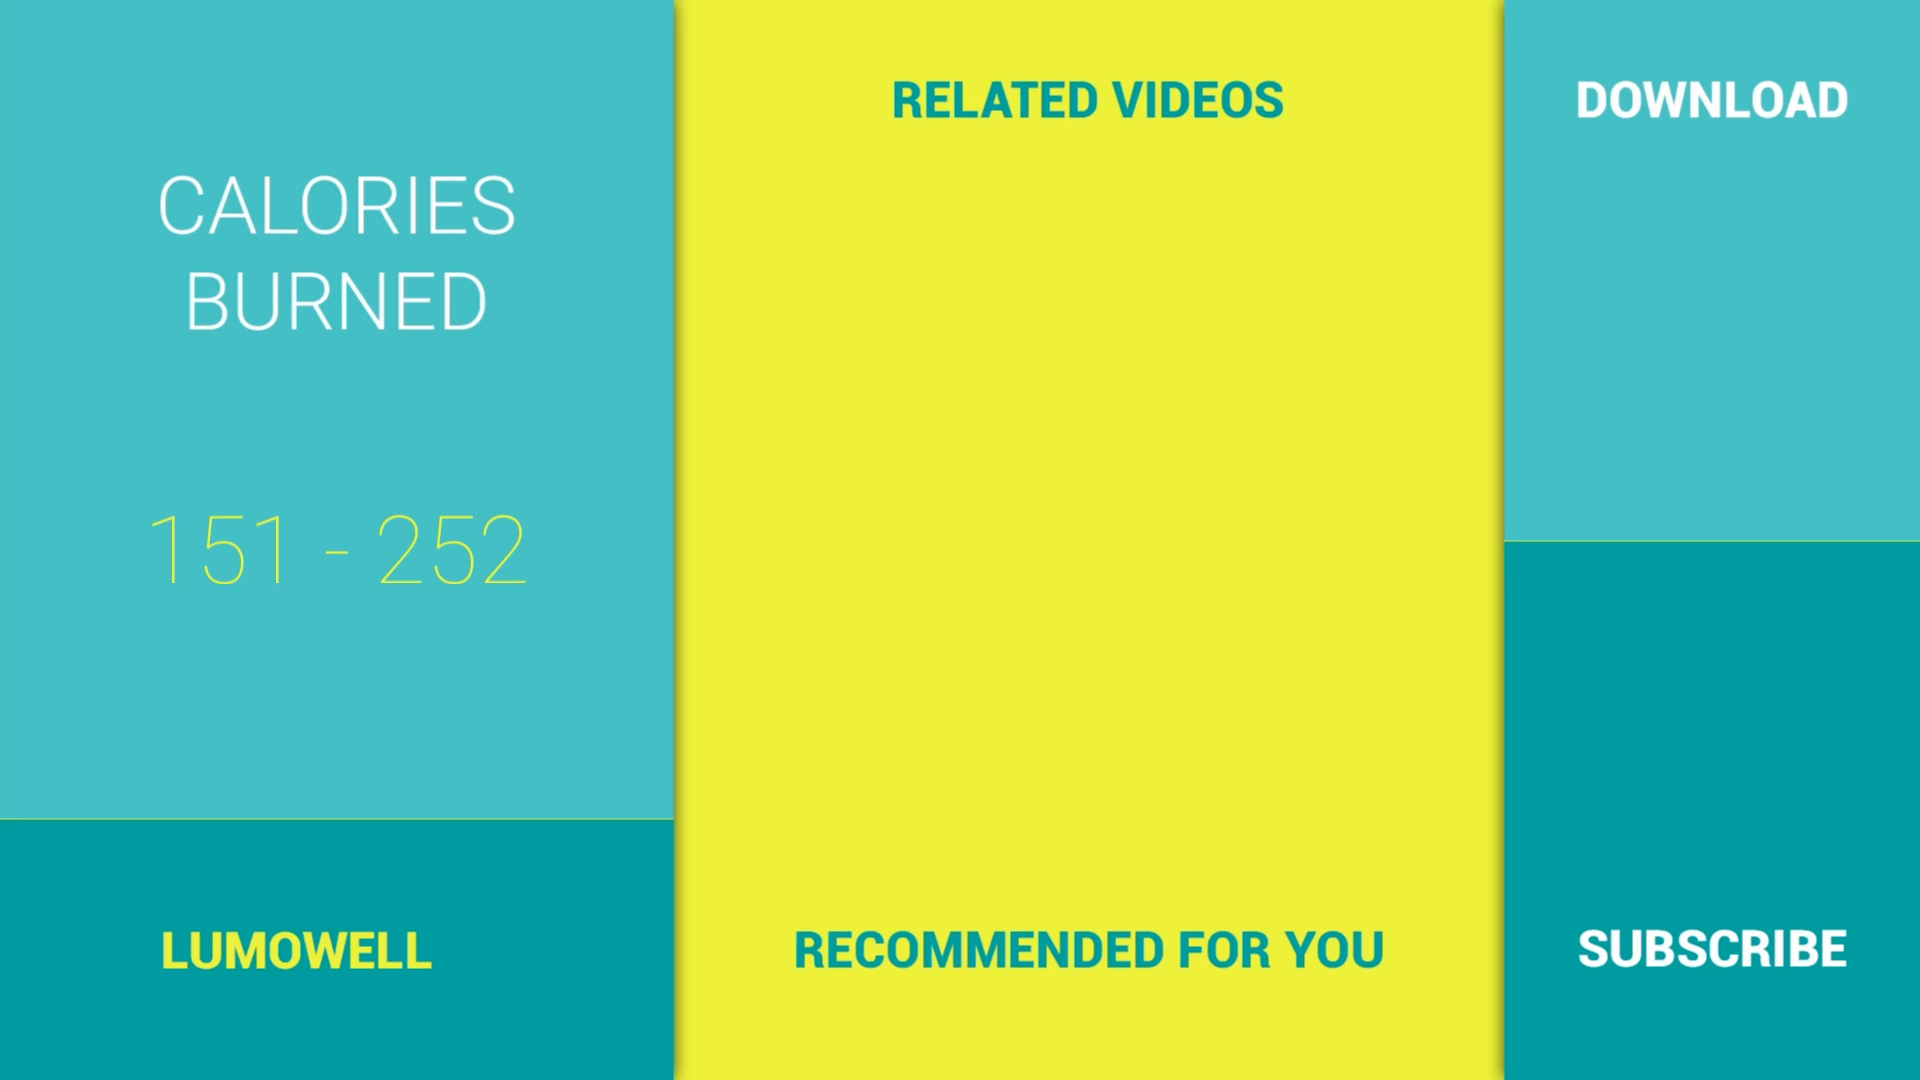 CALORIES
BURNED
151 - 252
LUMOWELL
RELATED VIDEOS
RECOMMENDED FOR YOU
DOWNLOAD
SUBSCRIBE